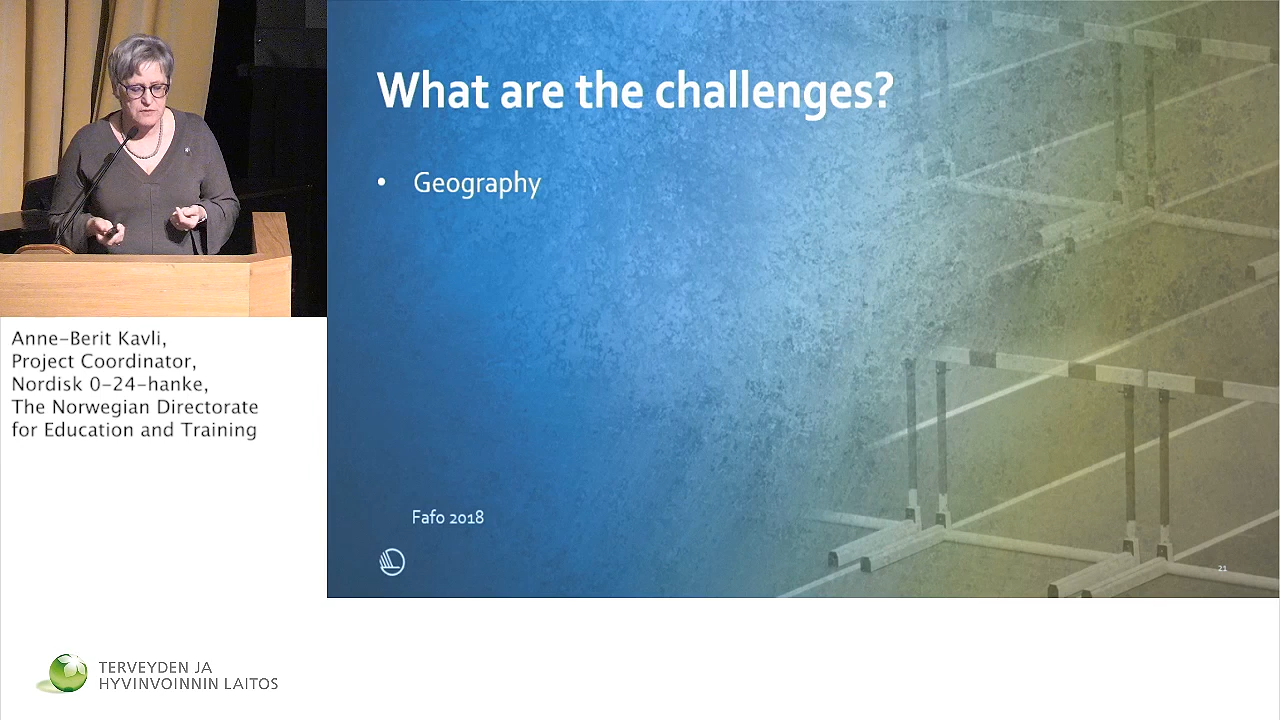 What are the challenges?
• Geography
Fafo 2018
21
Anne-Berit Kavli,
Project Coordinator,
Nordisk 0-24-hanke,
The Norwegian Directorate
for Education and Training
TERVEYDEN JA
HYVINVOINNIN LAITOS